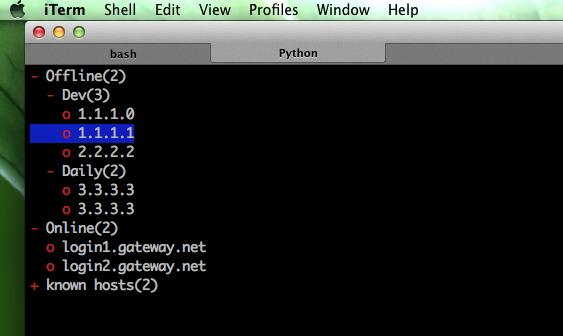 iTerm Shell Edit View Profiles Window Help
bash Python
- Offline(2)
- Dev(3)
o 1.1.1.0
o 1.1.1.1
o 2.2.2.2
- Daily(2)
o 3.3.3.3
o 3.3.3.3
- Online(2)
o login1.gateway.net
o login2.gateway.net
+ known hosts(2)